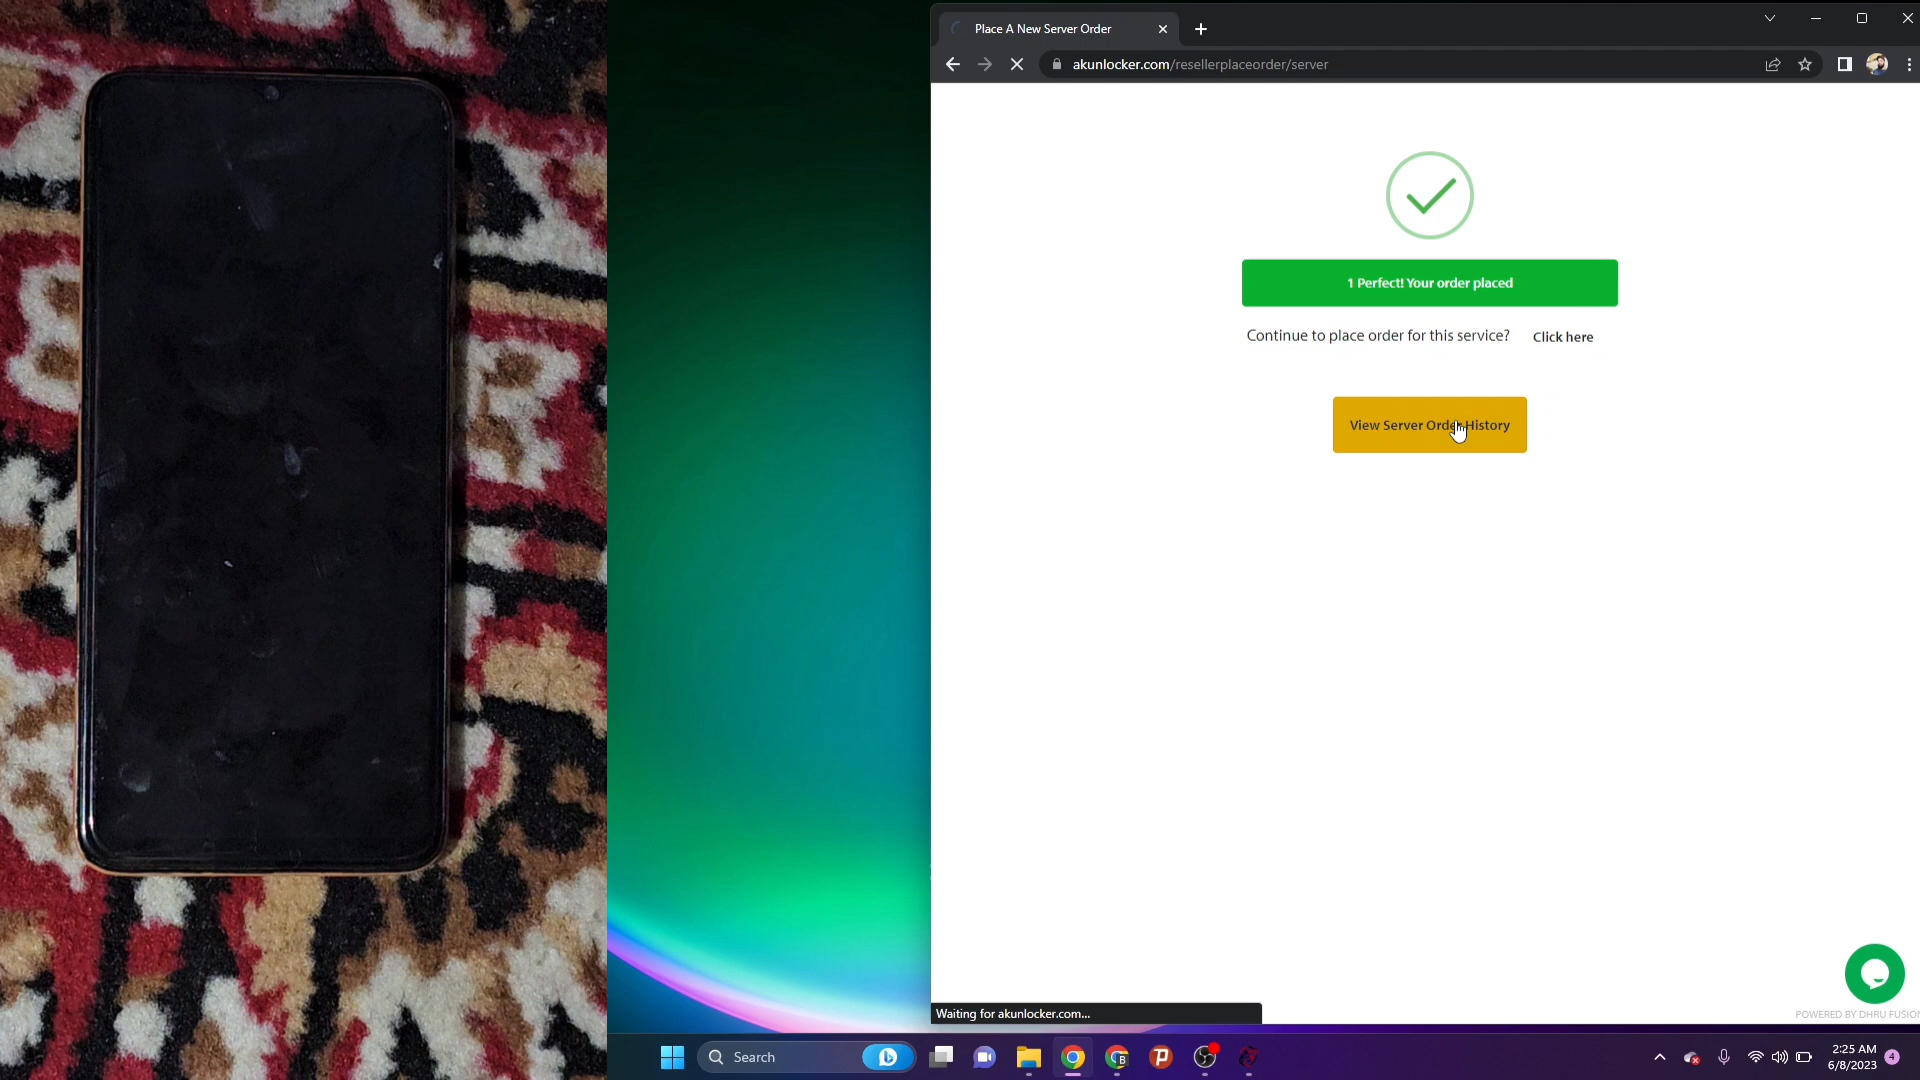 Place A New Server Order
akunlocker.com/resellerplaceorder/server
1 Perfect! Your order placed
Continue to place order for this service? Click here
View Server Order History
POWERED BY DHRU FUSION
Waiting for akunlocker.com...
Search
2:25 AM
6/8/2023
4